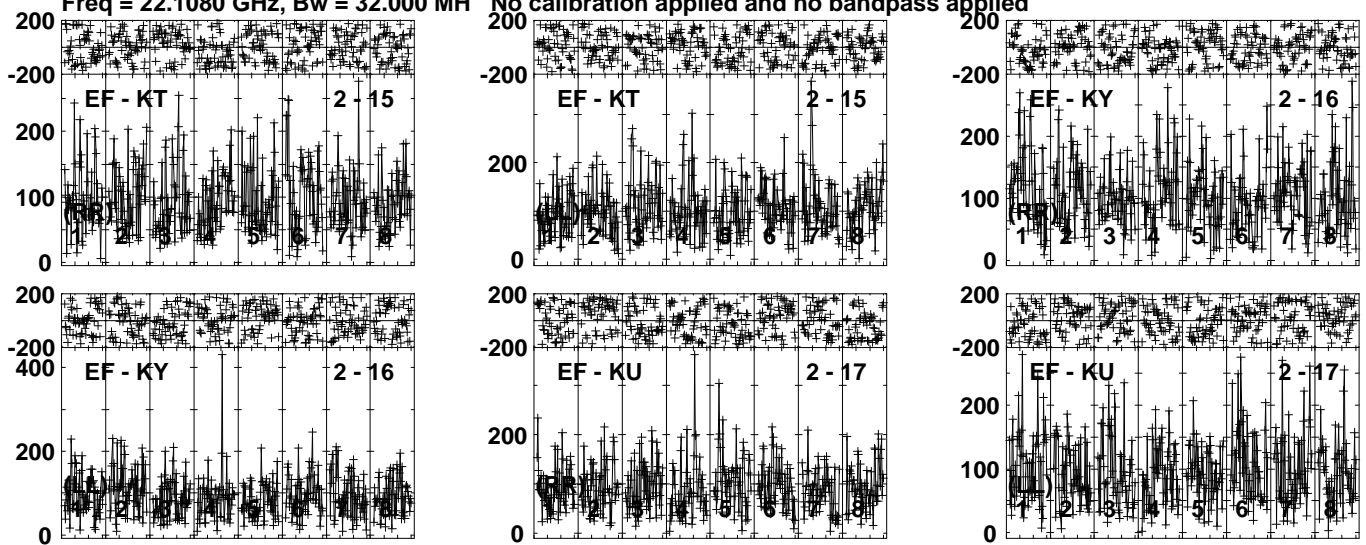 Freq = 22.1080 GHz, Bw = 32.000 MH No calibration applied and no bandpass applied
200 200 200
-200 -200 -200
EF - KT 2 - 15 EF - KT 2 - 15 EF - KY 2 - 16
200 200 200
100 100
(RR) (LL) (RR)
1 2 3 4 5 6 7 8 1 2 3 4 5 6 7 8 1 2 3 4 5 6 7 8
0 0 0
200 200 200
-200 -200 -200
400
EF - KY 2 - 16 EF - KU 2 - 17 EF - KU 2 - 17
200 200 200
100
(LL) (RR) (LL)
1 2 3 4 5 6 7 8 1 2 3 4 5 6 7 8 1 2 3 4 5 6 7 8
0 0 0